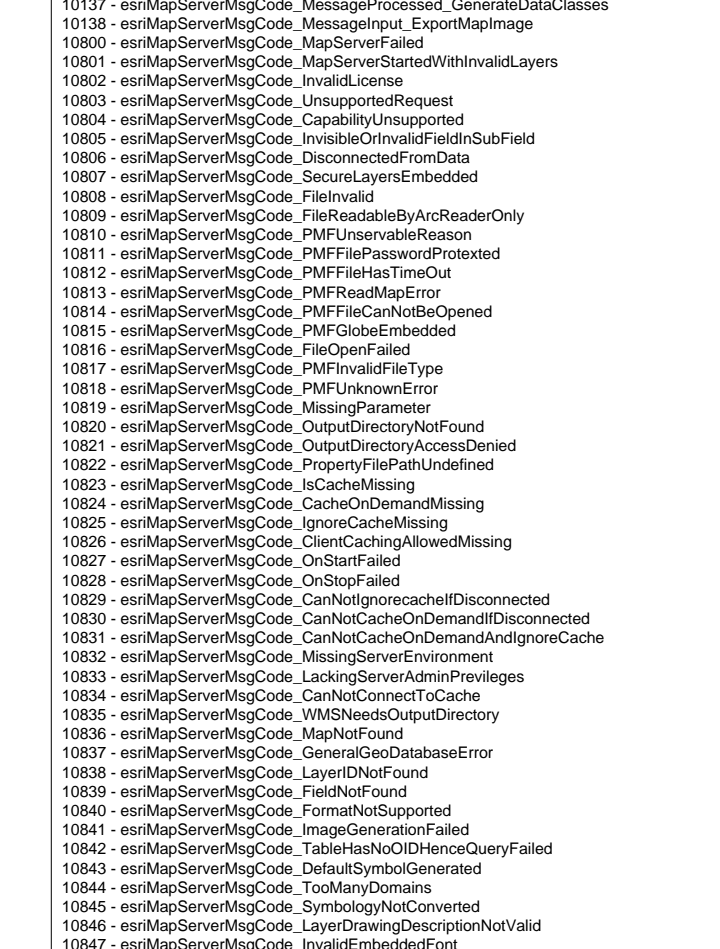 10137 - esriMapServerMsgCode_MessageProcessed_GenerateDataClasses
10138 - esriMapServerMsgCode_MessageInput_ExportMapImage
10800 - esriMapServerMsgCode_MapServerFailed
10801 - esriMapServerMsgCode_MapServerStartedWithInvalidLayers
10802 - esriMapServerMsgCode_InvalidLicense
10803 - esriMapServerMsgCode_UnsupportedRequest
10804 - esriMapServerMsgCode_CapabilityUnsupported
10805 - esriMapServerMsgCode_InvisibleOrInvalidFieldInSubField
10806 - esriMapServerMsgCode_DisconnectedFromData
10807 - esriMapServerMsgCode_SecureLayersEmbedded
10808 - esriMapServerMsgCode_FileInvalid
10809 - esriMapServerMsgCode_FileReadableByArcReaderOnly
10810 - esriMapServerMsgCode_PMFUnservableReason
10811 - esriMapServerMsgCode_PMFFilePasswordProtexted
10812 - esriMapServerMsgCode_PMFFileHasTimeOut
10813 - esriMapServerMsgCode_PMFReadMapError
10814 - esriMapServerMsgCode_PMFFileCanNotBeOpened
10815 - esriMapServerMsgCode_PMFGlobeEmbedded
10816 - esriMapServerMsgCode_FileOpenFailed
10817 - esriMapServerMsgCode_PMFInvalidFileType
10818 - esriMapServerMsgCode_PMFUnknownError
10819 - esriMapServerMsgCode_MissingParameter
10820 - esriMapServerMsgCode_OutputDirectoryNotFound
10821 - esriMapServerMsgCode_OutputDirectoryAccessDenied
10822 - esriMapServerMsgCode_PropertyFilePathUndefined
10823 - esriMapServerMsgCode_IsCacheMissing
10824 - esriMapServerMsgCode_CacheOnDemandMissing
10825 - esriMapServerMsgCode_IgnoreCacheMissing
10826 - esriMapServerMsgCode_ClientCachingAllowedMissing
10827 - esriMapServerMsgCode_OnStartFailed
10828 - esriMapServerMsgCode_OnStopFailed
10829 - esriMapServerMsgCode_CanNotIgnorecacheIfDisconnected
10830 - esriMapServerMsgCode_CanNotCacheOnDemandIfDisconnected
10831 - esriMapServerMsgCode_CanNotCacheOnDemandAndIgnoreCache
10832 - esriMapServerMsgCode_MissingServerEnvironment
10833 - esriMapServerMsgCode_LackingServerAdminPrevileges
10834 - esriMapServerMsgCode_CanNotConnectToCache
10835 - esriMapServerMsgCode_WMSNeedsOutputDirectory
10836 - esriMapServerMsgCode_MapNotFound
10837 - esriMapServerMsgCode_GeneralGeoDatabaseError
10838 - esriMapServerMsgCode_LayerIDNotFound
10839 - esriMapServerMsgCode_FieldNotFound
10840 - esriMapServerMsgCode_FormatNotSupported
10841 - esriMapServerMsgCode_ImageGenerationFailed
10842 - esriMapServerMsgCode_TableHasNoOIDHenceQueryFailed
10843 - esriMapServerMsgCode_DefaultSymbolGenerated
10844 - esriMapServerMsgCode_TooManyDomains
10845 - esriMapServerMsgCode_SymbologyNotConverted
10846 - esriMapServerMsgCode_LayerDrawingDescriptionNotValid
10847 - esriMapServerMsgCode_InvalidEmbeddedFont